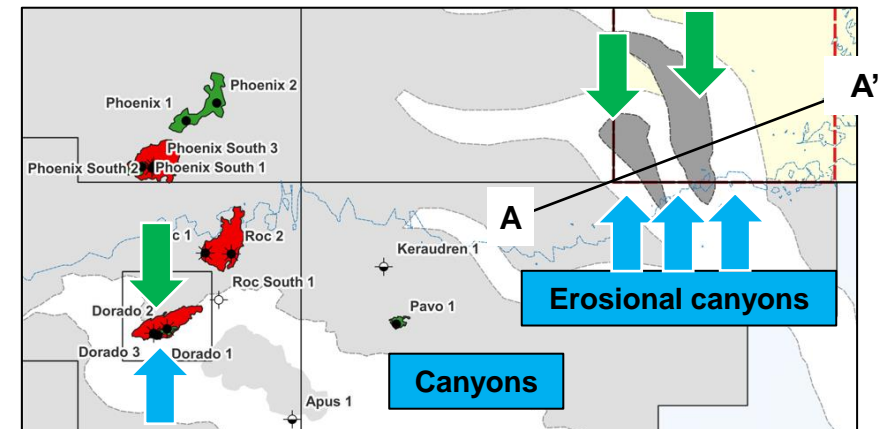 Phoenix 2
A'
Phoenix 1
Phoenix South 3
Phoenix South 2
Phoenix South 1
A
c 1
Roc 2
Keraudren 1
Roc South 1
Erosional canyons
Pavo 1
Dorado 2
Dorado 3
Dorado 1
Canyons
Apus 1